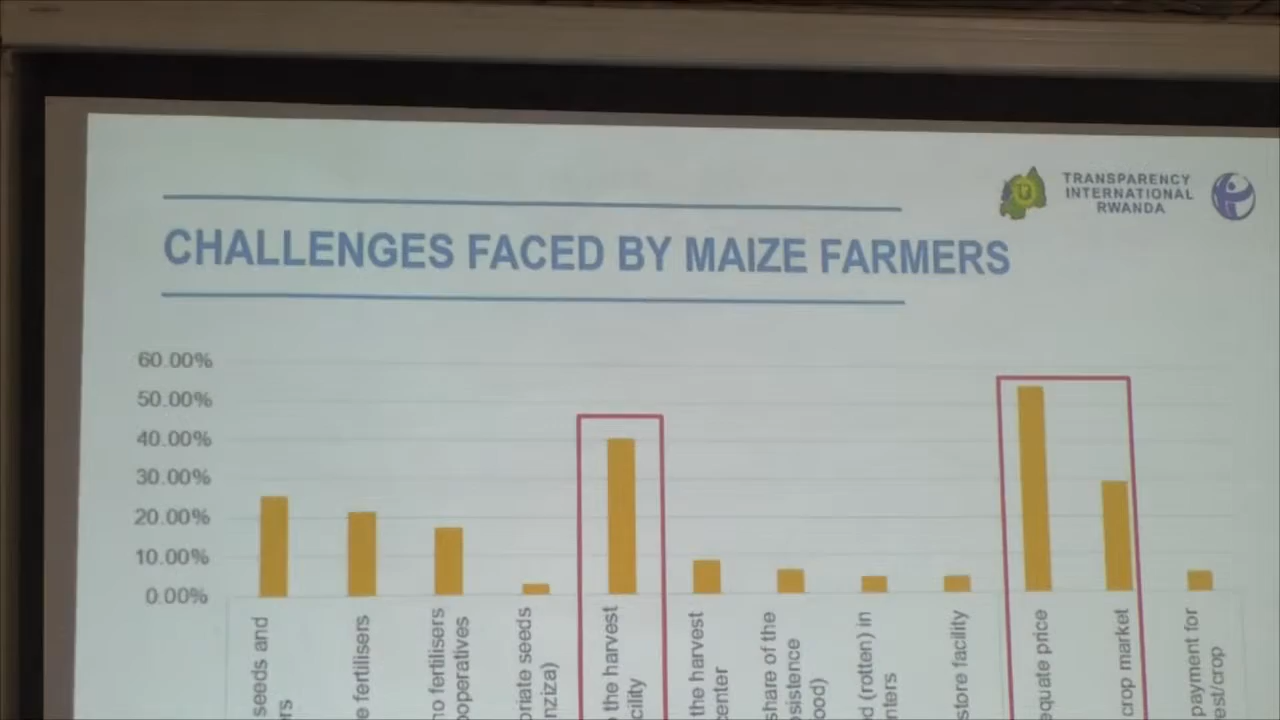 TRANSPARENCY
INTERNATIONAL
RWANDA
CHALLENGES FACED BY MAIZE FARMERS
60.00%
50.00%
40.00%
30.00%
20.00%
10.00%
0.00%
seeds and
rs
e fertilisers
no fertilisers
operatives
priate seeds
nziza)
the harvest
cility
the harvest
center
share of the
sistence
ood)
d (rotten) in
nters
store facility
equate price
crop market
payment for
est/crop